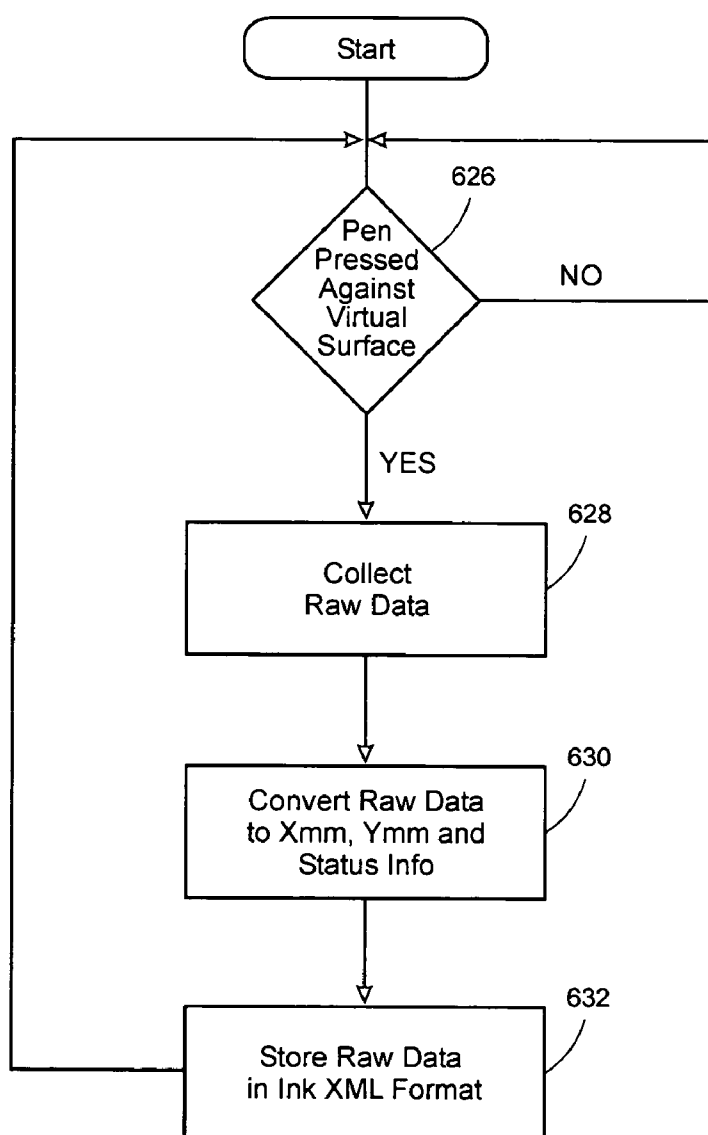 Start
626
Pen
Pressed
Against
Virtual
Surface
NO
YES
628
Collect
Raw Data
630
Convert Raw Data
to Xmm, Ymm and
Status Info
632
Store Raw Data
in Ink XML Format